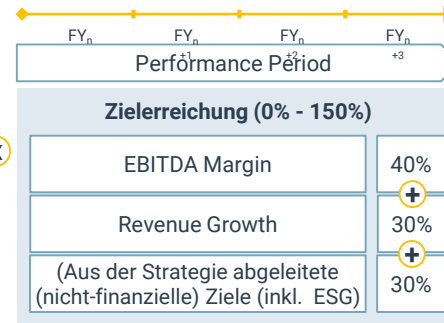 FYn FYn FYn FYn
+1 +2 +3
Performance Period
Zielerreichung (0% - 150%)
EBITDA Margin 40%
+
Revenue Growth 30%
+
(Aus der Strategie abgeleitete
(nicht-finanzielle) Ziele (inkl. ESG) 30%